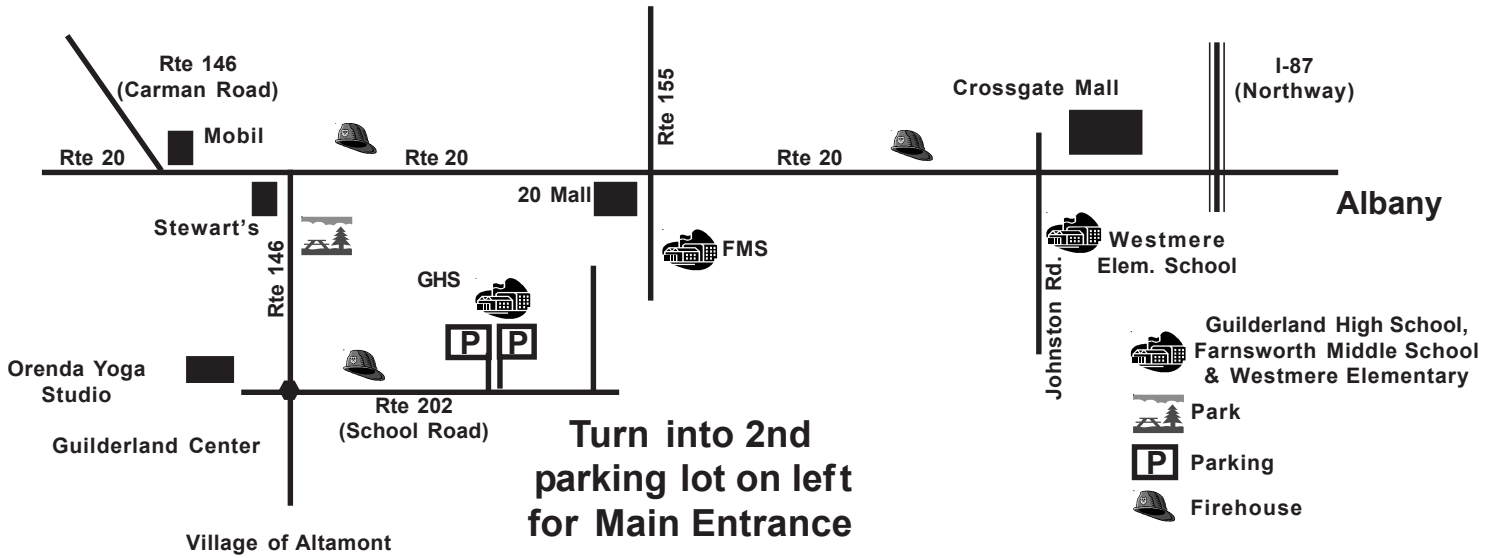 Rte 146
(Carman Road)
Mobil
Rte 20
Rte 20
Rte 155
Rte 20
Crossgate Mall
I-87
(Northway)
Albany
Stewart's
Rte 146
20 Mall
FMS
GHS
Johnston Rd.
Westmere
Elem. School
P
P
Orenda Yoga
Studio
Rte 202
(School Road)
Guilderland Center
Village of Altamont
Turn into 2nd
parking lot on left
for Main Entrance
Guilderland High School,
Farnsworth Middle School
& Westmere Elementary
Park
P Parking
Firehouse